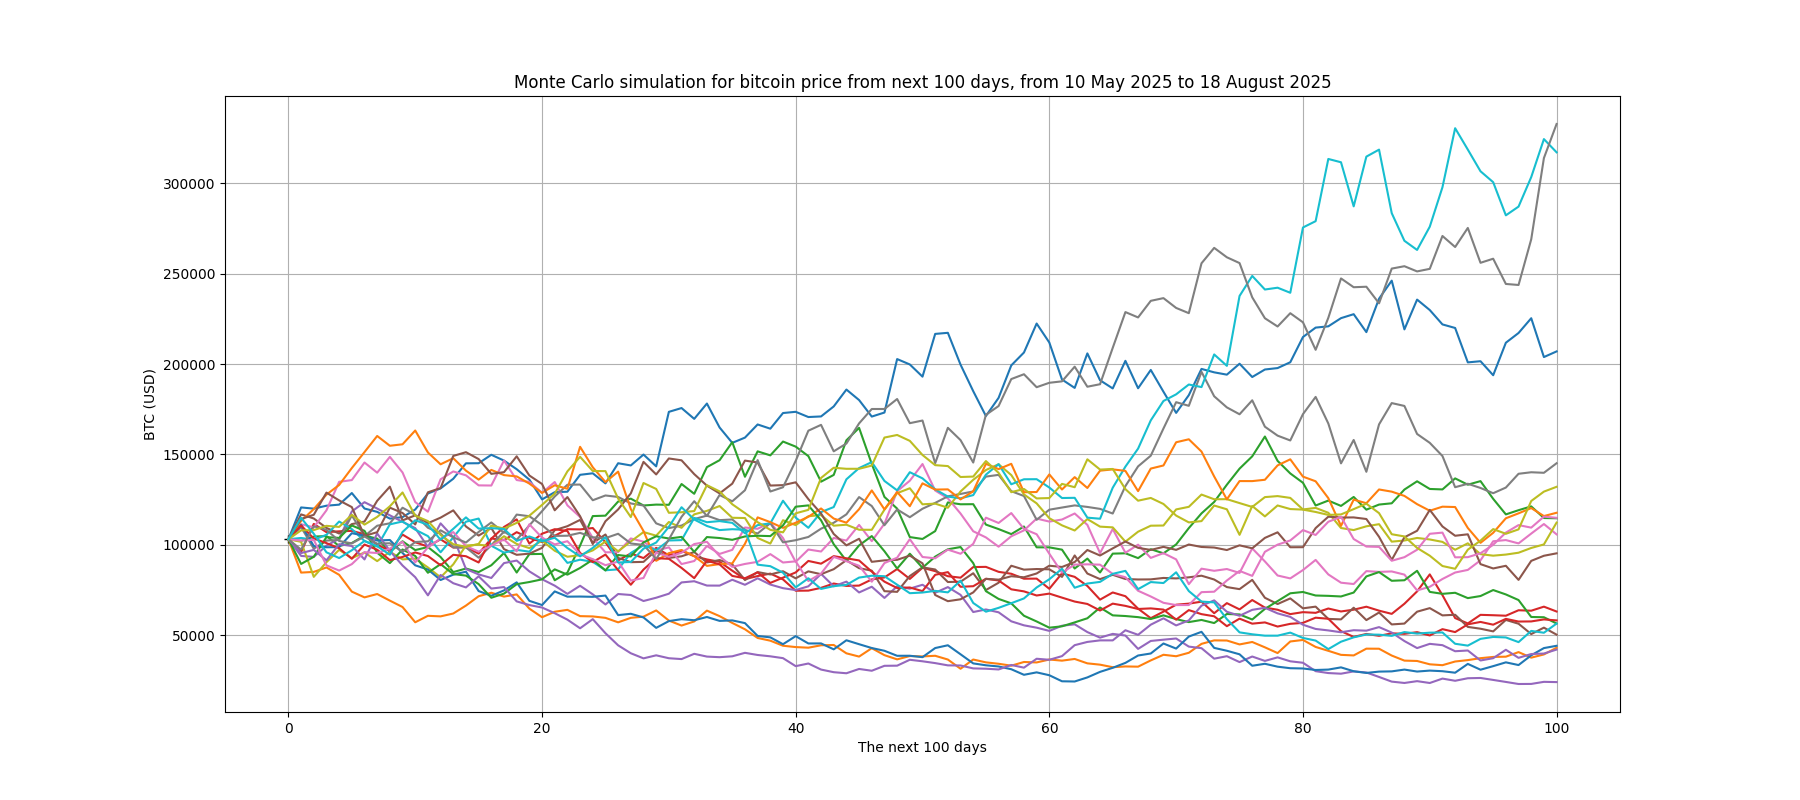 Monte Carlo simulation for bitcoin price from next 100 days, from 10 May 2025 to 18 August 2025
300000
250000
200000
150000
100000
50000
BTC (USD)
0 20 40 60 80 100
The next 100 days